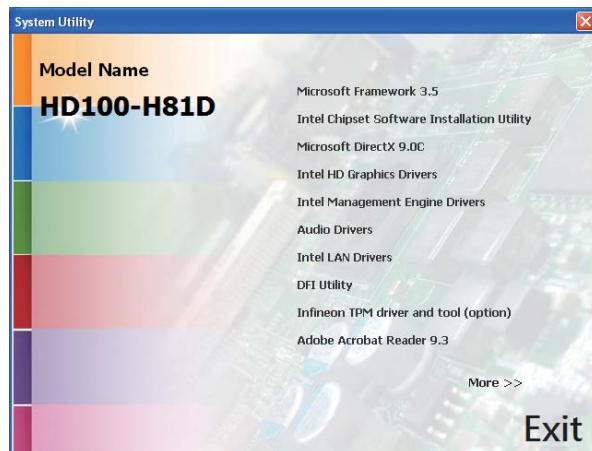 System Utility
Model Name
HD100-H81D
Microsoft Framework 3.5
Intel Chipset Software Installation Utility
Microsoft DirectX 9.0C
Intel HD Graphics Drivers
Intel Management Engine Drivers
Audio Drivers
Intel LAN Drivers
DFI Utility
Infineon TPM driver and tool (option)
Adobe Acrobat Reader 9.3
More >>
Exit